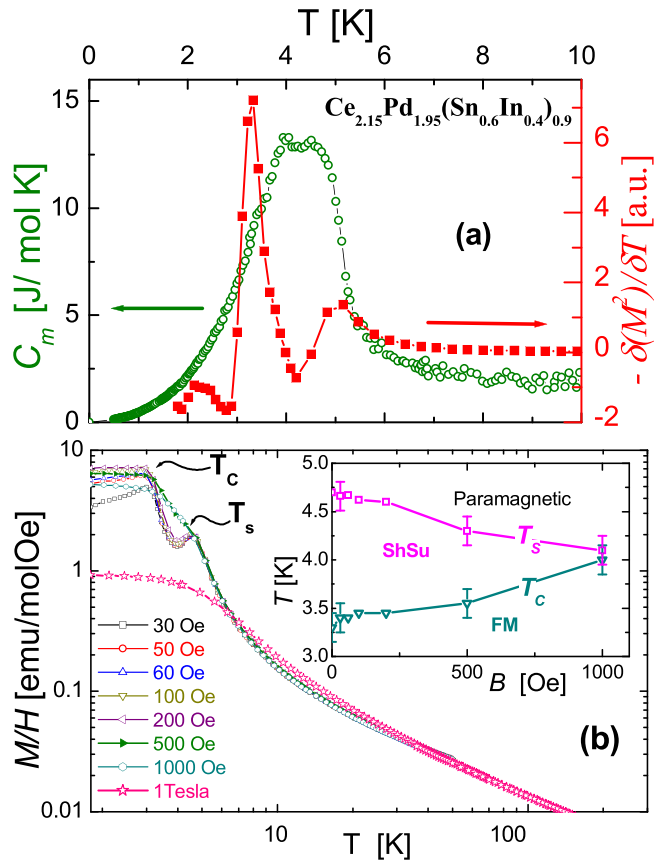 T [K]
0 2 4 6 8 10
Ce2.15Pd1.95(Sn0.6In0.4)0.9
15
10
5
0
Cm [J/ mol K]
(a)
6
4
2
0
-2
- δ(M²)/δT [a.u.]
10
1
0.1
0.01
M/H [emu/molOe]
TC
Ts
30 Oe
50 Oe
60 Oe
100 Oe
200 Oe
500 Oe
1000 Oe
1Tesla
5.0
4.5
4.0
3.5
3.0
T [K]
Paramagnetic
ShSu
TS
TC
FM
0 500 1000
B [Oe]
(b)
10 100
T [K]